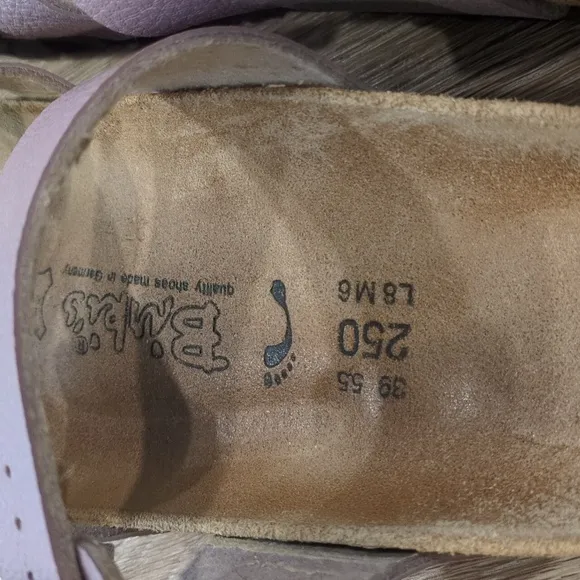 39 55
250
L8 M6
Birki's
quality shoes made in Germany